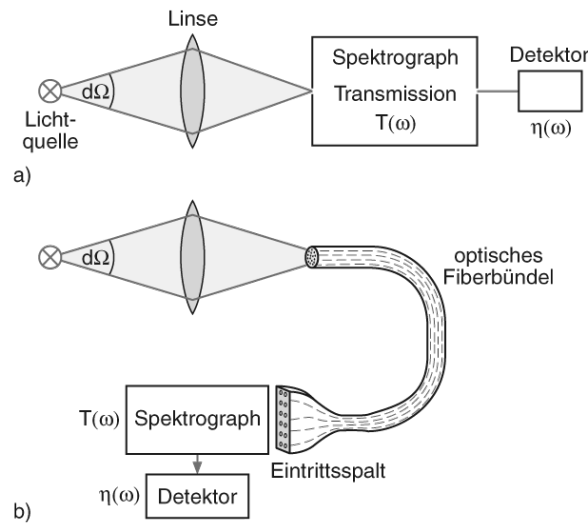 Linse
dΩ
Licht-
quelle
Spektrograph
Transmission
T(ω)
Detektor
η(ω)
a)
dΩ
optisches
Fiberbündel
T(ω) Spektrograph
Eintrittsspalt
η(ω) Detektor
b)